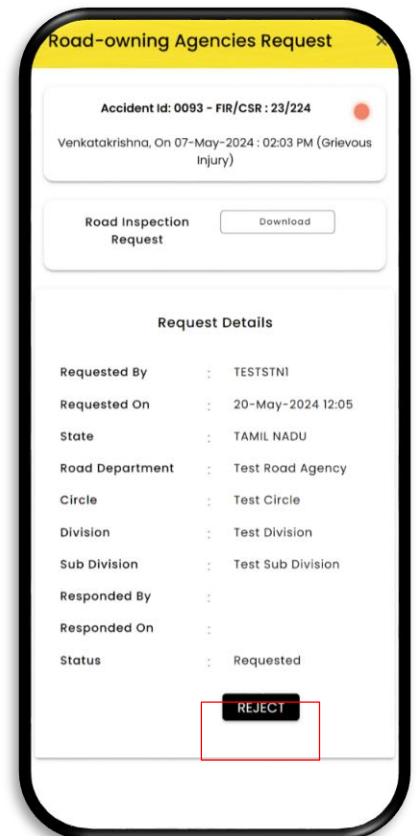 Road-owning Agencies Request ×
Accident Id: 0093 - FIR/CSR : 23/224
Venkatakrishna, On 07-May-2024 : 02:03 PM (Grievous
Injury)
Road Inspection Download
Request
Request Details
Requested By : TESTSTN1
Requested On : 20-May-2024 12:05
State : TAMIL NADU
Road Department : Test Road Agency
Circle : Test Circle
Division : Test Division
Sub Division : Test Sub Division
Responded By :
Responded On :
Status : Requested
REJECT